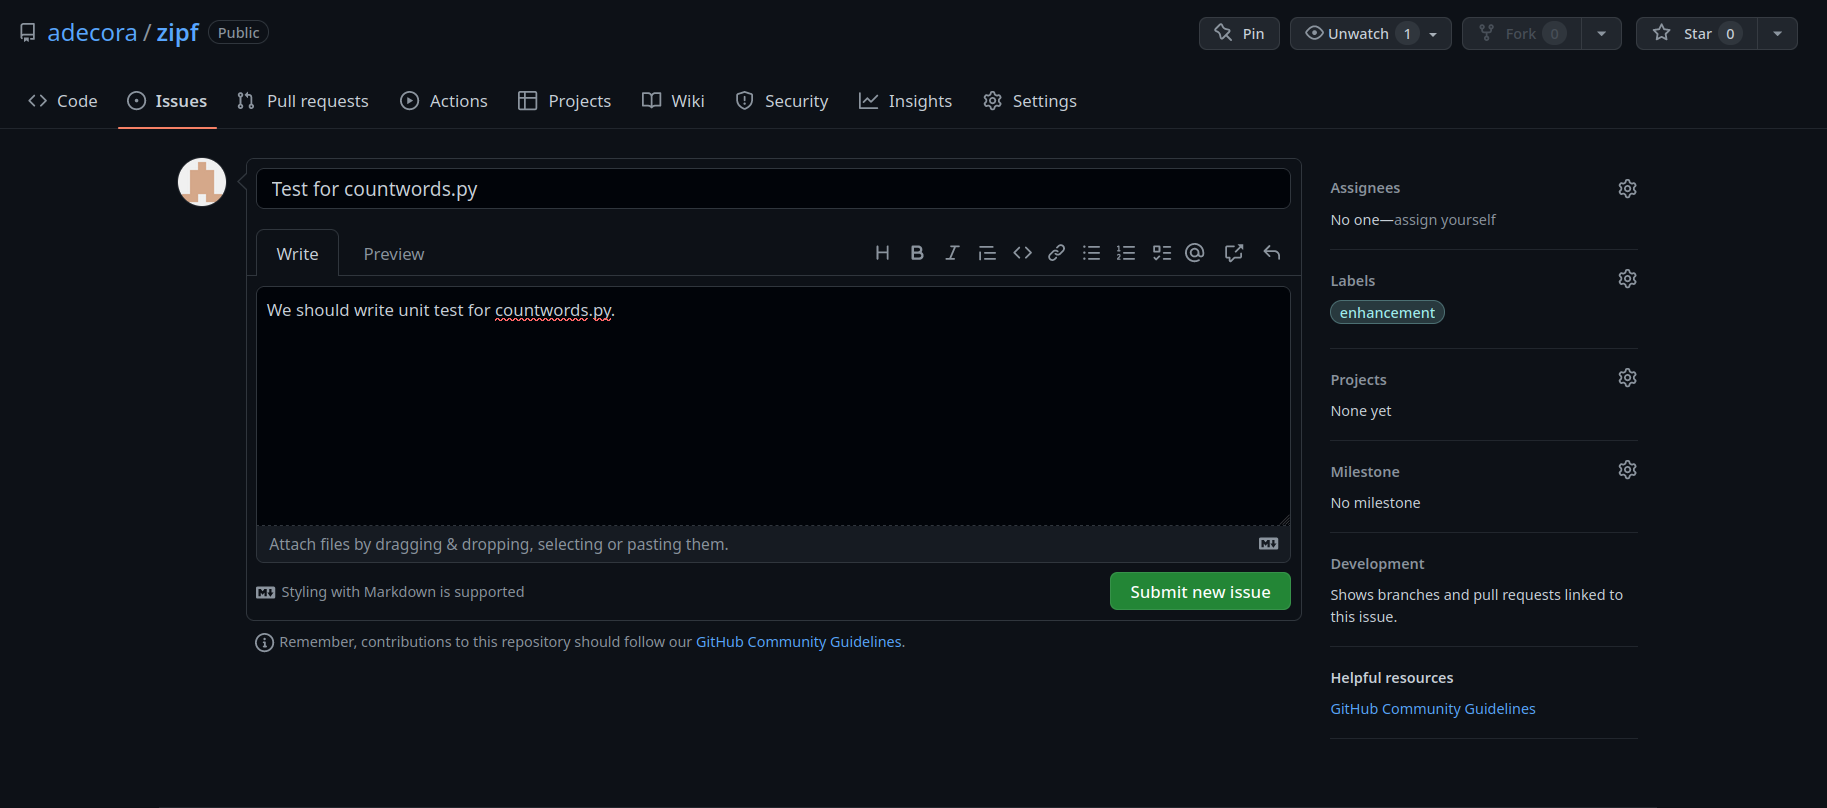 adecora / zipf Public
Pin Unwatch 1 Fork 0 Star 0
Code Issues Pull requests Actions Projects Wiki Security Insights Settings
Test for countwords.py
Write Preview
We should write unit test for countwords.py.
Attach files by dragging & dropping, selecting or pasting them.
Styling with Markdown is supported
Submit new issue
Remember, contributions to this repository should follow our GitHub Community Guidelines.
Assignees
No one—assign yourself
Labels
enhancement
Projects
None yet
Milestone
No milestone
Development
Shows branches and pull requests linked to
this issue.
Helpful resources
GitHub Community Guidelines